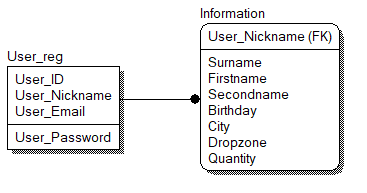 User_reg
User_ID
User_Nickname
User_Email
User_Password
Information
User_Nickname (FK)
Surname
Firstname
Secondname
Birthday
City
Dropzone
Quantity